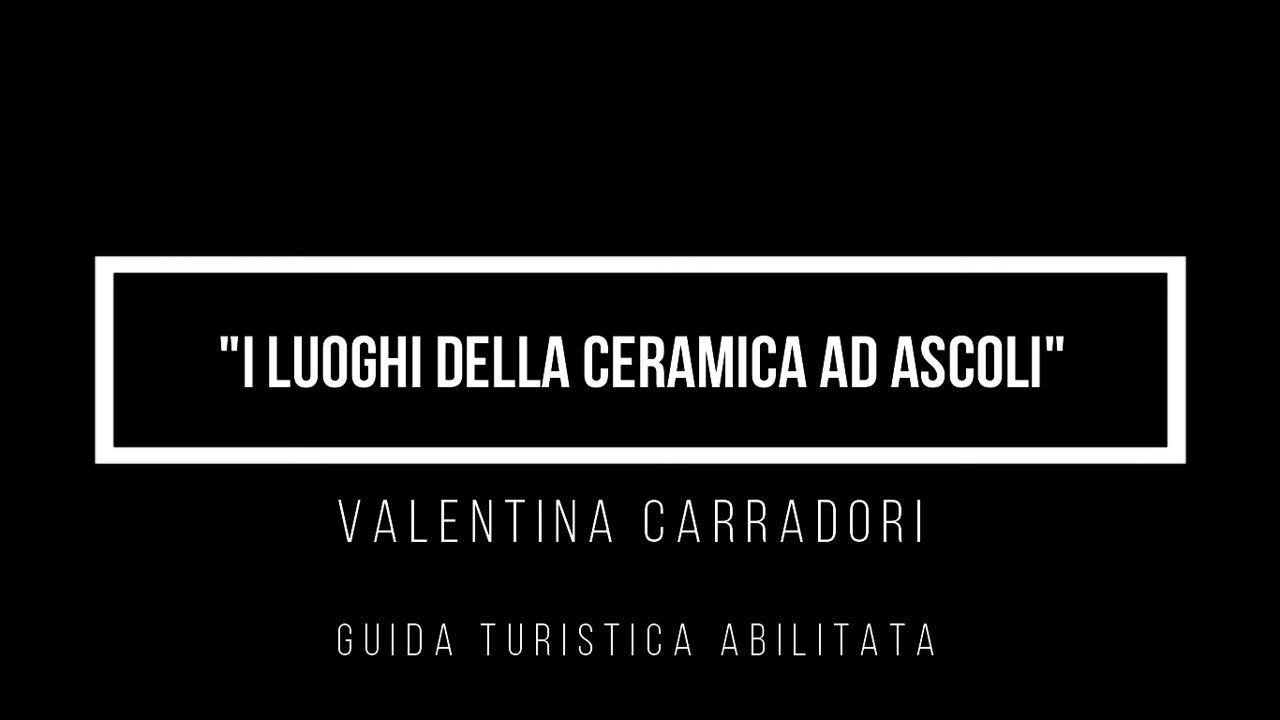 "I LUOGHI DELLA CERAMICA AD ASCOLI"
VALENTINA CARRADORI
GUIDA TURISTICA ABILITATA